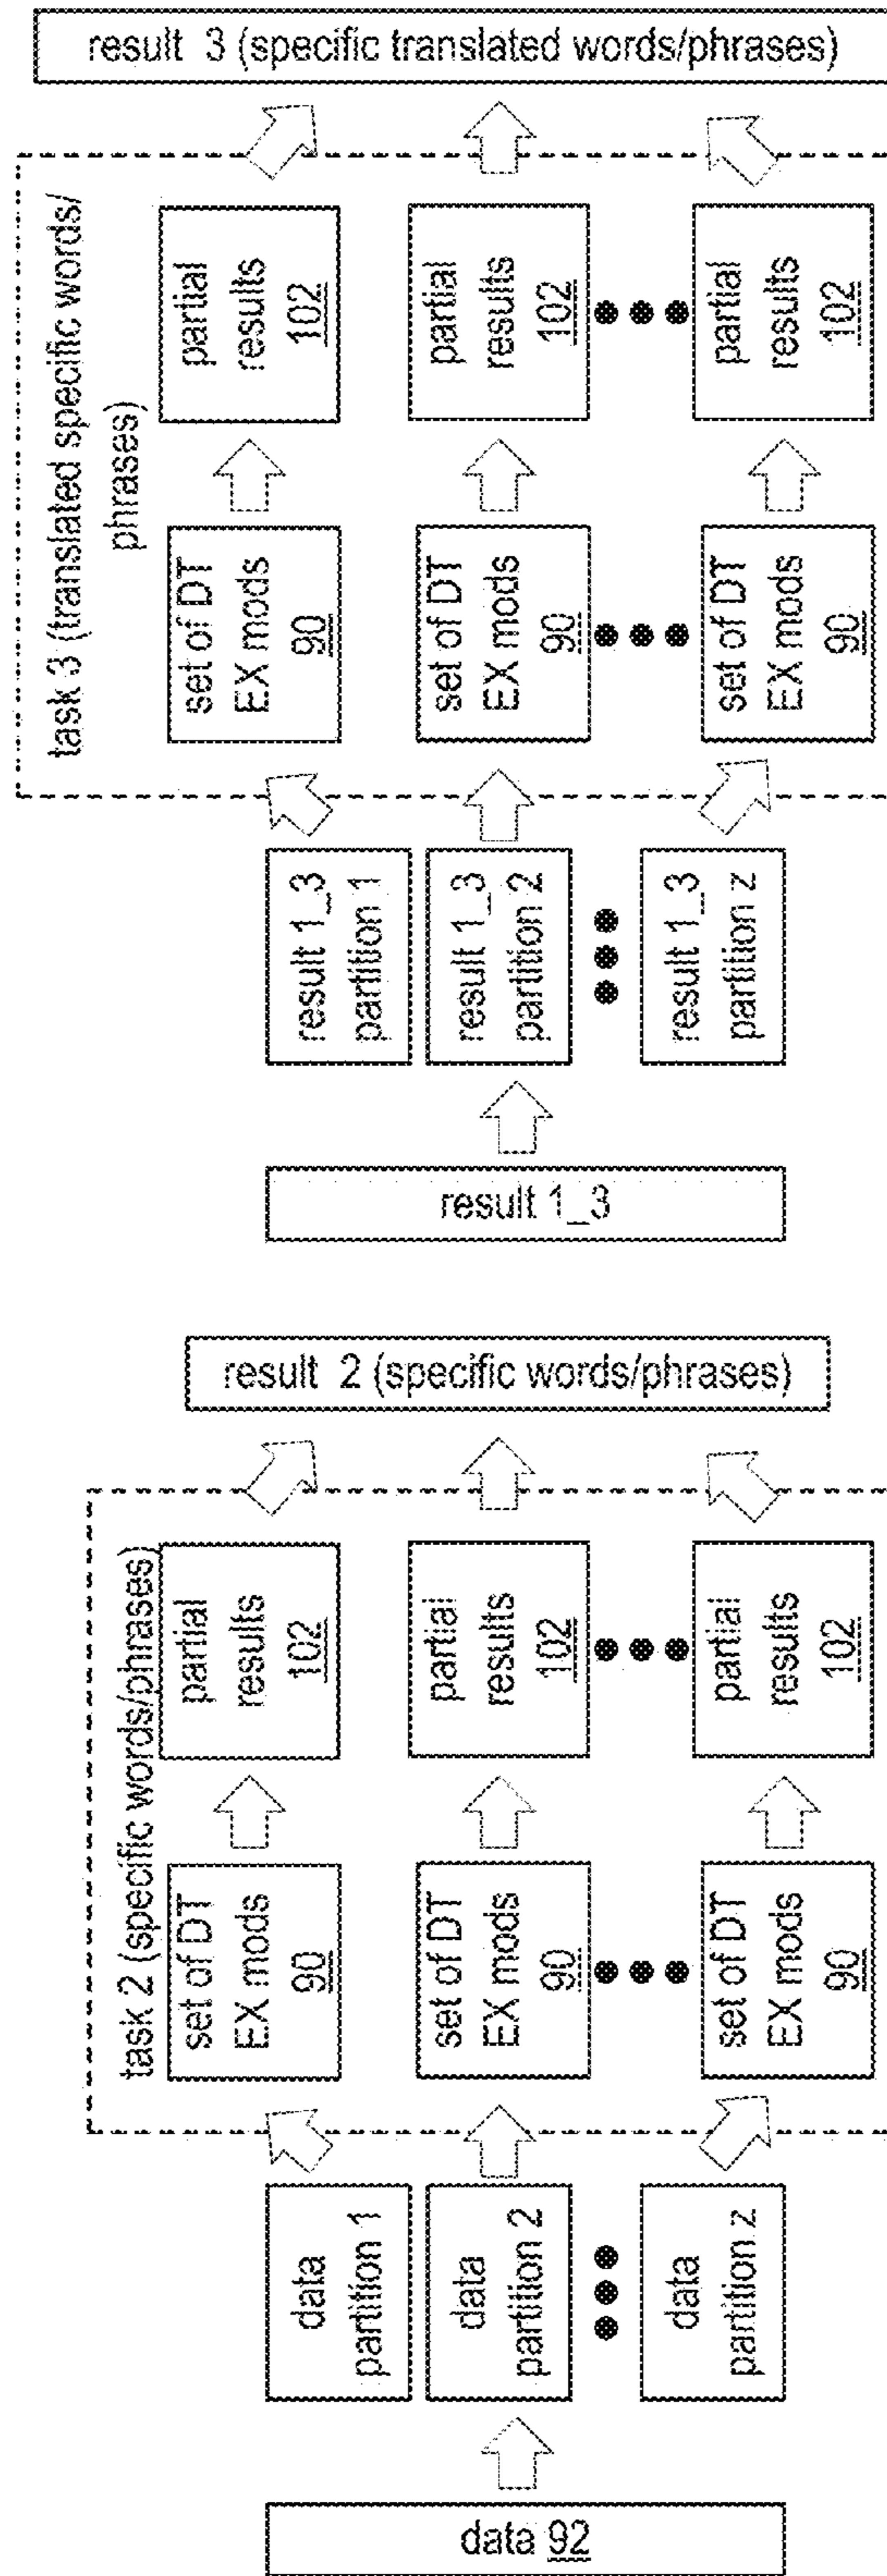 data 92
data
partition 1
data
partition 2
data
partition z
task 2 (specific words/phrases)
set of DT
EX mods
90
set of DT
EX mods
90
set of DT
EX mods
90
partial
results
102
partial
results
102
partial
results
102
result 2 (specific words/phrases)
result 1_3
result 1_3
partition 1
result 1_3
partition 2
result 1_3
partition z
task 3 (translated specific words/
phrases)
set of DT
EX mods
90
set of DT
EX mods
90
set of DT
EX mods
90
partial
results
102
partial
results
102
partial
results
102
result 3 (specific translated words/phrases)